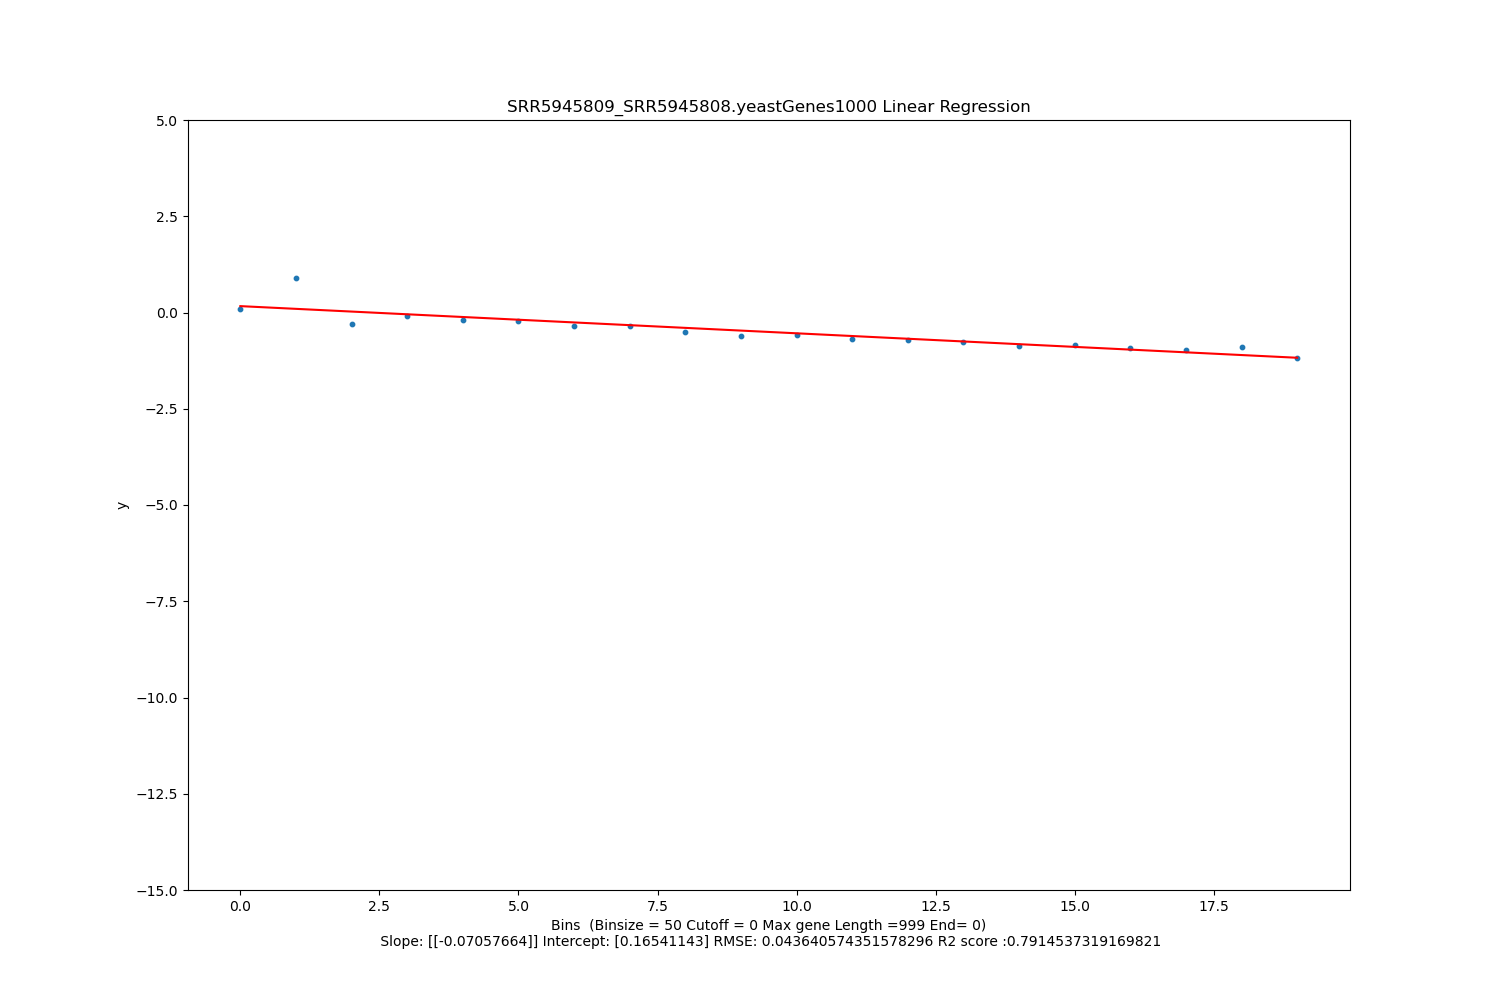 SRR5945809_SRR5945808.yeastGenes1000 Linear Regression
5.0
2.5
0.0
−2.5
−5.0
−7.5
−10.0
−12.5
−15.0
y
0.0 2.5 5.0 7.5 10.0 12.5 15.0 17.5
Bins  (Binsize = 50 Cutoff = 0 Max gene Length =999 End= 0)
Slope: [[-0.07057664]] Intercept: [0.16541143] RMSE: 0.043640574351578296 R2 score :0.7914537319169821